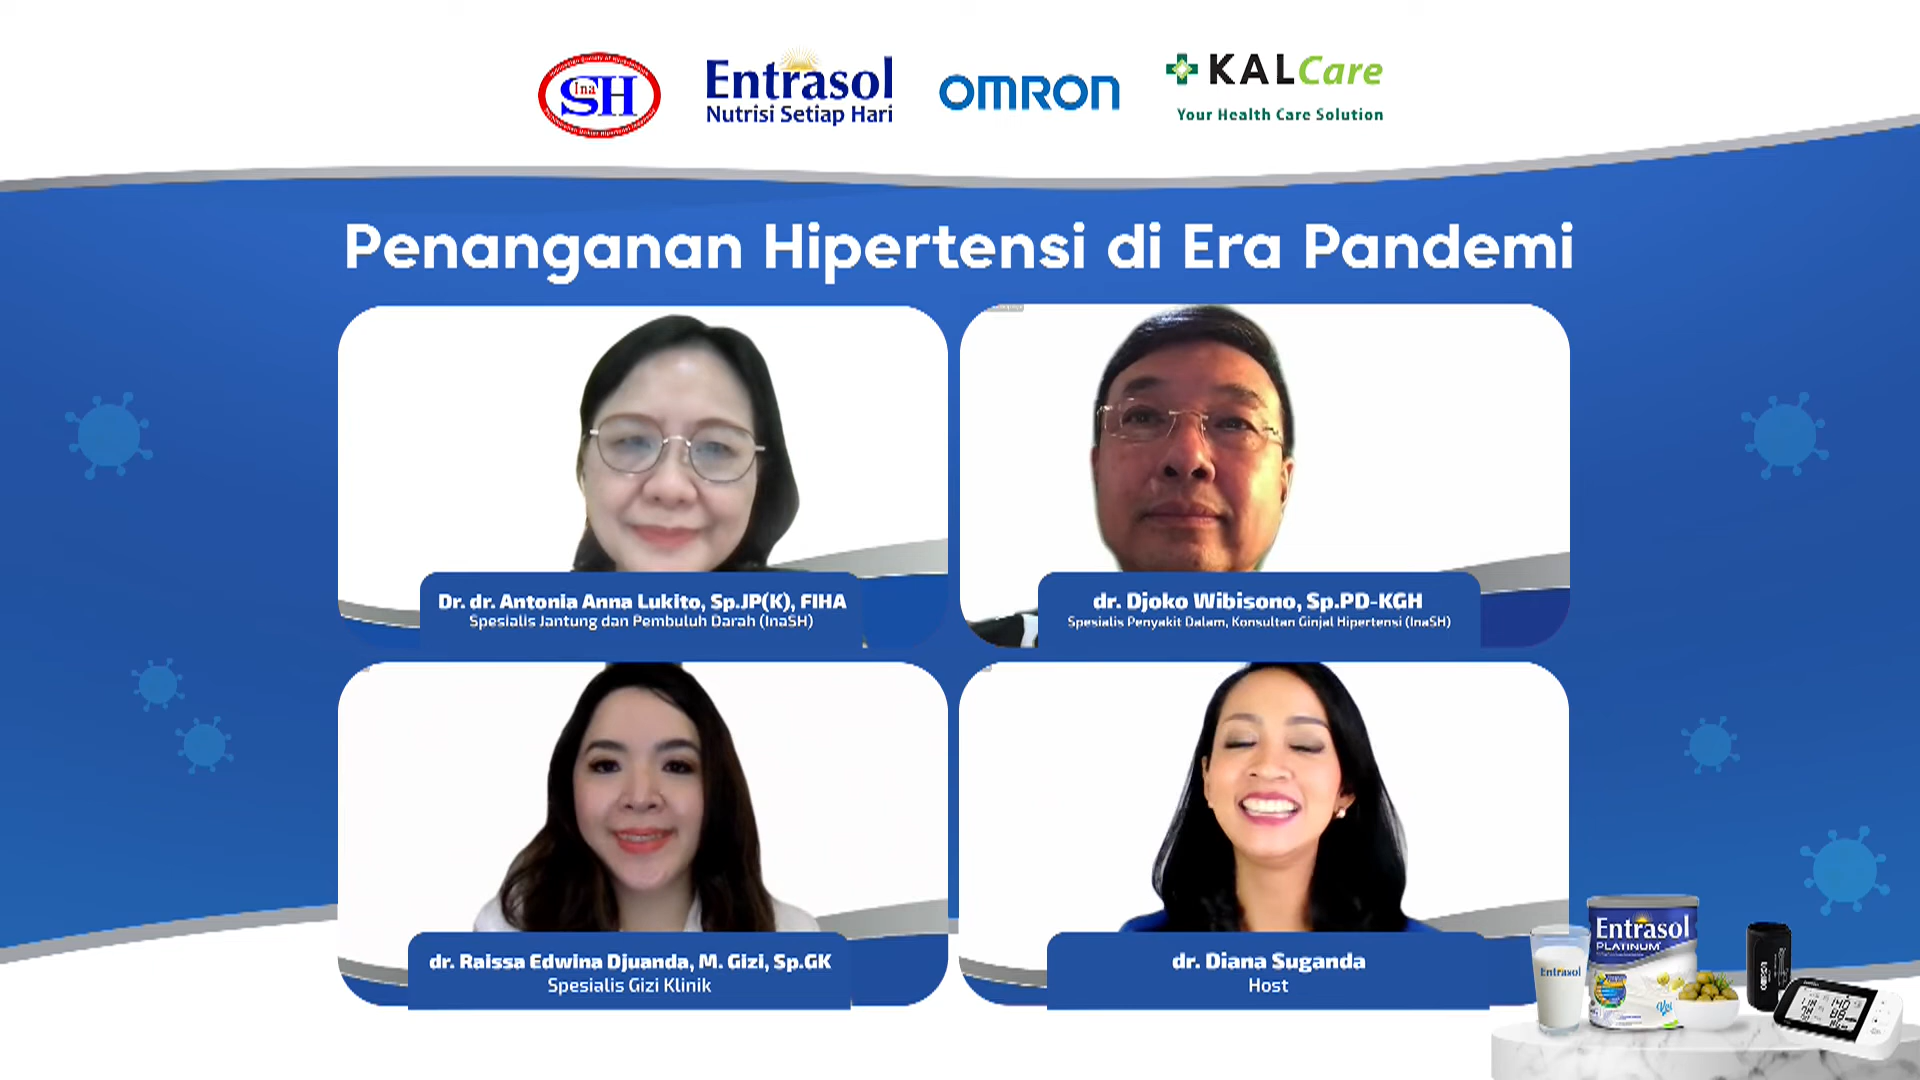 InaSH
Entrasol
Nutrisi Setiap Hari
OMRON
KALCare
Your Health Care Solution
Penanganan Hipertensi di Era Pandemi
Dr. dr. Antonia Anna Lukito, Sp.JP(K), FIHA
Spesialis Jantung dan Pembuluh Darah (InaSH)
dr. Djoko Wibisono, Sp.PD-KGH
Spesialis Penyakit Dalam, Konsultan Ginjal Hipertensi (InaSH)
dr. Raissa Edwina Djuanda, M. Gizi, Sp.GK
Spesialis Gizi Klinik
dr. Diana Suganda
Host
Entrasol
Entrasol
PLATINUM
OMRON